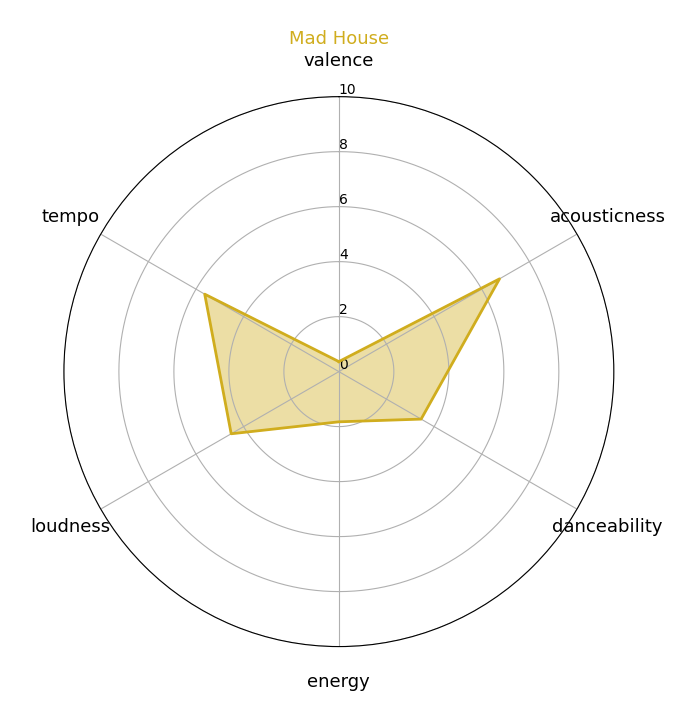 Mad House
valence
10
8
6
4
2
0
tempo
acousticness
loudness
danceability
energy